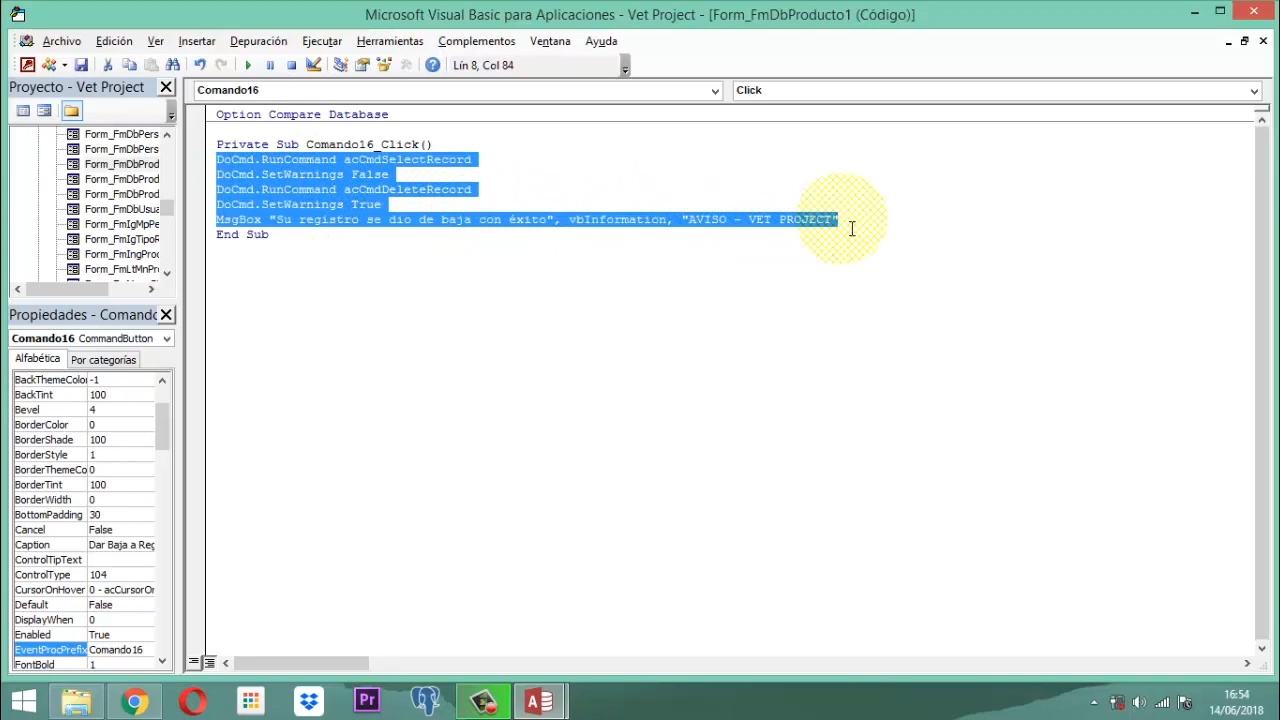 Microsoft Visual Basic para Aplicaciones - Vet Project - [Form_FmDbProducto1 (Código)]
Archivo Edición Ver Insertar Depuración Ejecutar Herramientas Complementos Ventana Ayuda
Lín 8, Col 84
Proyecto - Vet Project
Comando16 Click
Form_FmDbPers
Form_FmDbPers
Form_FmDbProd
Form_FmDbProd
Form_FmDbProd
Form_FmDbUsua
Form_FmIgMpPe
Form_FmIgTipoR
Form_FmIngProc
Form_FmLtMnPr
Option Compare Database
Private Sub Comando16_Click()
DoCmd.RunCommand acCmdSelectRecord
DoCmd.SetWarnings False
DoCmd.RunCommand acCmdDeleteRecord
DoCmd.SetWarnings True
MsgBox "Su registro se dio de baja con éxito", vbInformation, "AVISO - VET PROJECT"
End Sub
Propiedades - Comando
Comando16 CommandButton
Alfabética Por categorías
BackThemeColor -1
BackTint 100
Bevel 4
BorderColor 0
BorderShade 100
BorderStyle 1
BorderThemeCo 0
BorderTint 100
BorderWidth 0
BottomPadding 30
Cancel False
Caption Dar Baja a Reg
ControlTipText
ControlType 104
CursorOnHover 0 - acCursorOn
Default False
DisplayWhen 0
Enabled True
EventProcPrefix Comando16
FontBold 1
Pr
16:54
14/06/2018